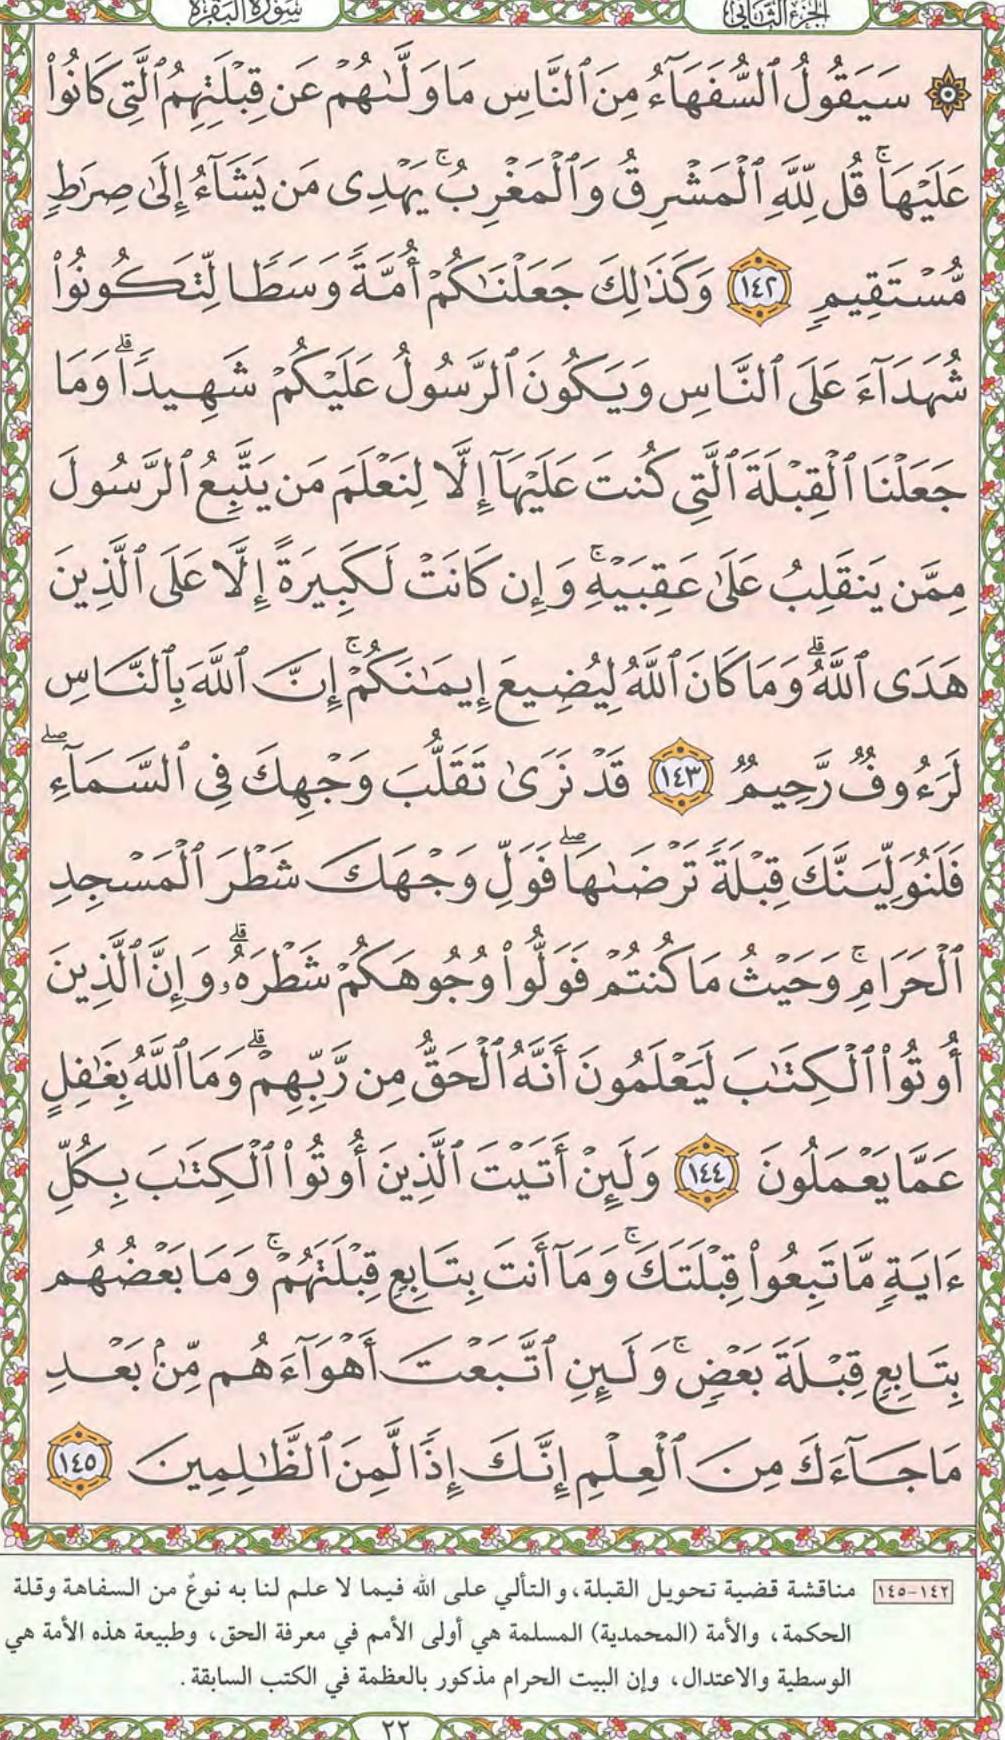 الجزء الثاني
سورة البقرة
۞ سَيَقُولُ ٱلسُّفَهَآءُ مِنَ ٱلنَّاسِ مَا وَلَّىٰهُمْ عَن قِبْلَتِهِمُ ٱلَّتِى كَانُوا۟
عَلَيْهَا ۚ قُل لِّلَّهِ ٱلْمَشْرِقُ وَٱلْمَغْرِبُ ۚ يَهْدِى مَن يَشَآءُ إِلَىٰ صِرَٰطٍ
مُّسْتَقِيمٍ ١٤٢ وَكَذَٰلِكَ جَعَلْنَٰكُمْ أُمَّةً وَسَطًا لِّتَكُونُوا۟
شُهَدَآءَ عَلَى ٱلنَّاسِ وَيَكُونَ ٱلرَّسُولُ عَلَيْكُمْ شَهِيدًا ۗ وَمَا
جَعَلْنَا ٱلْقِبْلَةَ ٱلَّتِى كُنتَ عَلَيْهَآ إِلَّا لِنَعْلَمَ مَن يَتَّبِعُ ٱلرَّسُولَ
مِمَّن يَنقَلِبُ عَلَىٰ عَقِبَيْهِ ۚ وَإِن كَانَتْ لَكَبِيرَةً إِلَّا عَلَى ٱلَّذِينَ
هَدَى ٱللَّهُ ۗ وَمَا كَانَ ٱللَّهُ لِيُضِيعَ إِيمَٰنَكُمْ ۚ إِنَّ ٱللَّهَ بِٱلنَّاسِ
لَرَءُوفٌ رَّحِيمٌ ١٤٣ قَدْ نَرَىٰ تَقَلُّبَ وَجْهِكَ فِى ٱلسَّمَآءِ ۖ
فَلَنُوَلِّيَنَّكَ قِبْلَةً تَرْضَىٰهَا ۖ فَوَلِّ وَجْهَكَ شَطْرَ ٱلْمَسْجِدِ
ٱلْحَرَامِ ۚ وَحَيْثُ مَا كُنتُمْ فَوَلُّوا۟ وُجُوهَكُمْ شَطْرَهُۥ ۗ وَإِنَّ ٱلَّذِينَ
أُوتُوا۟ ٱلْكِتَٰبَ لَيَعْلَمُونَ أَنَّهُ ٱلْحَقُّ مِن رَّبِّهِمْ ۗ وَمَا ٱللَّهُ بِغَٰفِلٍ
عَمَّا يَعْمَلُونَ ١٤٤ وَلَئِنْ أَتَيْتَ ٱلَّذِينَ أُوتُوا۟ ٱلْكِتَٰبَ بِكُلِّ
ءَايَةٍ مَّا تَبِعُوا۟ قِبْلَتَكَ ۚ وَمَآ أَنتَ بِتَابِعٍ قِبْلَتَهُمْ ۚ وَمَا بَعْضُهُم
بِتَابِعٍ قِبْلَةَ بَعْضٍ ۚ وَلَئِنِ ٱتَّبَعْتَ أَهْوَآءَهُم مِّنۢ بَعْدِ
مَا جَآءَكَ مِنَ ٱلْعِلْمِ إِنَّكَ إِذًا لَّمِنَ ٱلظَّٰلِمِينَ ١٤٥
١٤٢-١٤٥ مناقشة قضية تحويل القبلة، والتألي على الله فيما لا علم لنا به نوعٌ من السفاهة وقلة
الحكمة، والأمة (المحمدية) المسلمة هي أولى الأمم في معرفة الحق، وطبيعة هذه الأمة هي
الوسطية والاعتدال، وإن البيت الحرام مذكور بالعظمة في الكتب السابقة.
٢٢